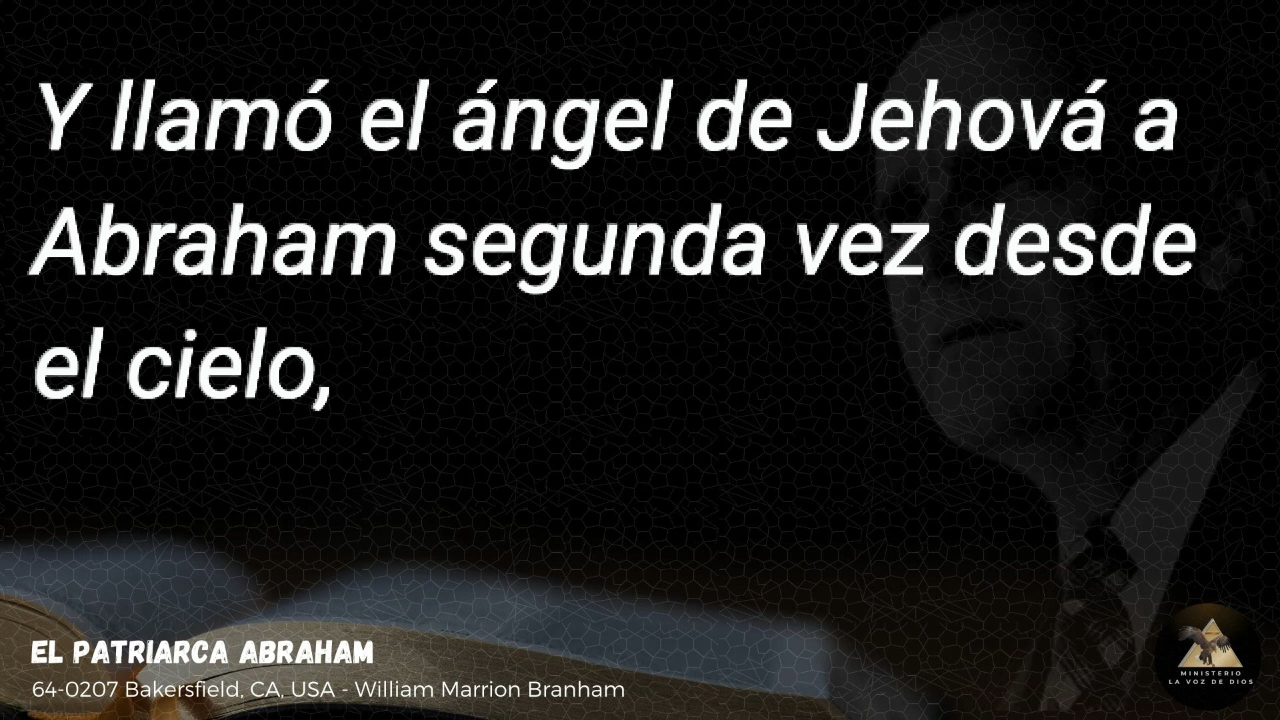 Y llamó el ángel de Jehová a
Abraham segunda vez desde
el cielo,
EL PATRIARCA ABRAHAM
64-0207 Bakersfield, CA, USA - William Marrion Branham
MINISTERIO
LA VOZ DE DIOS